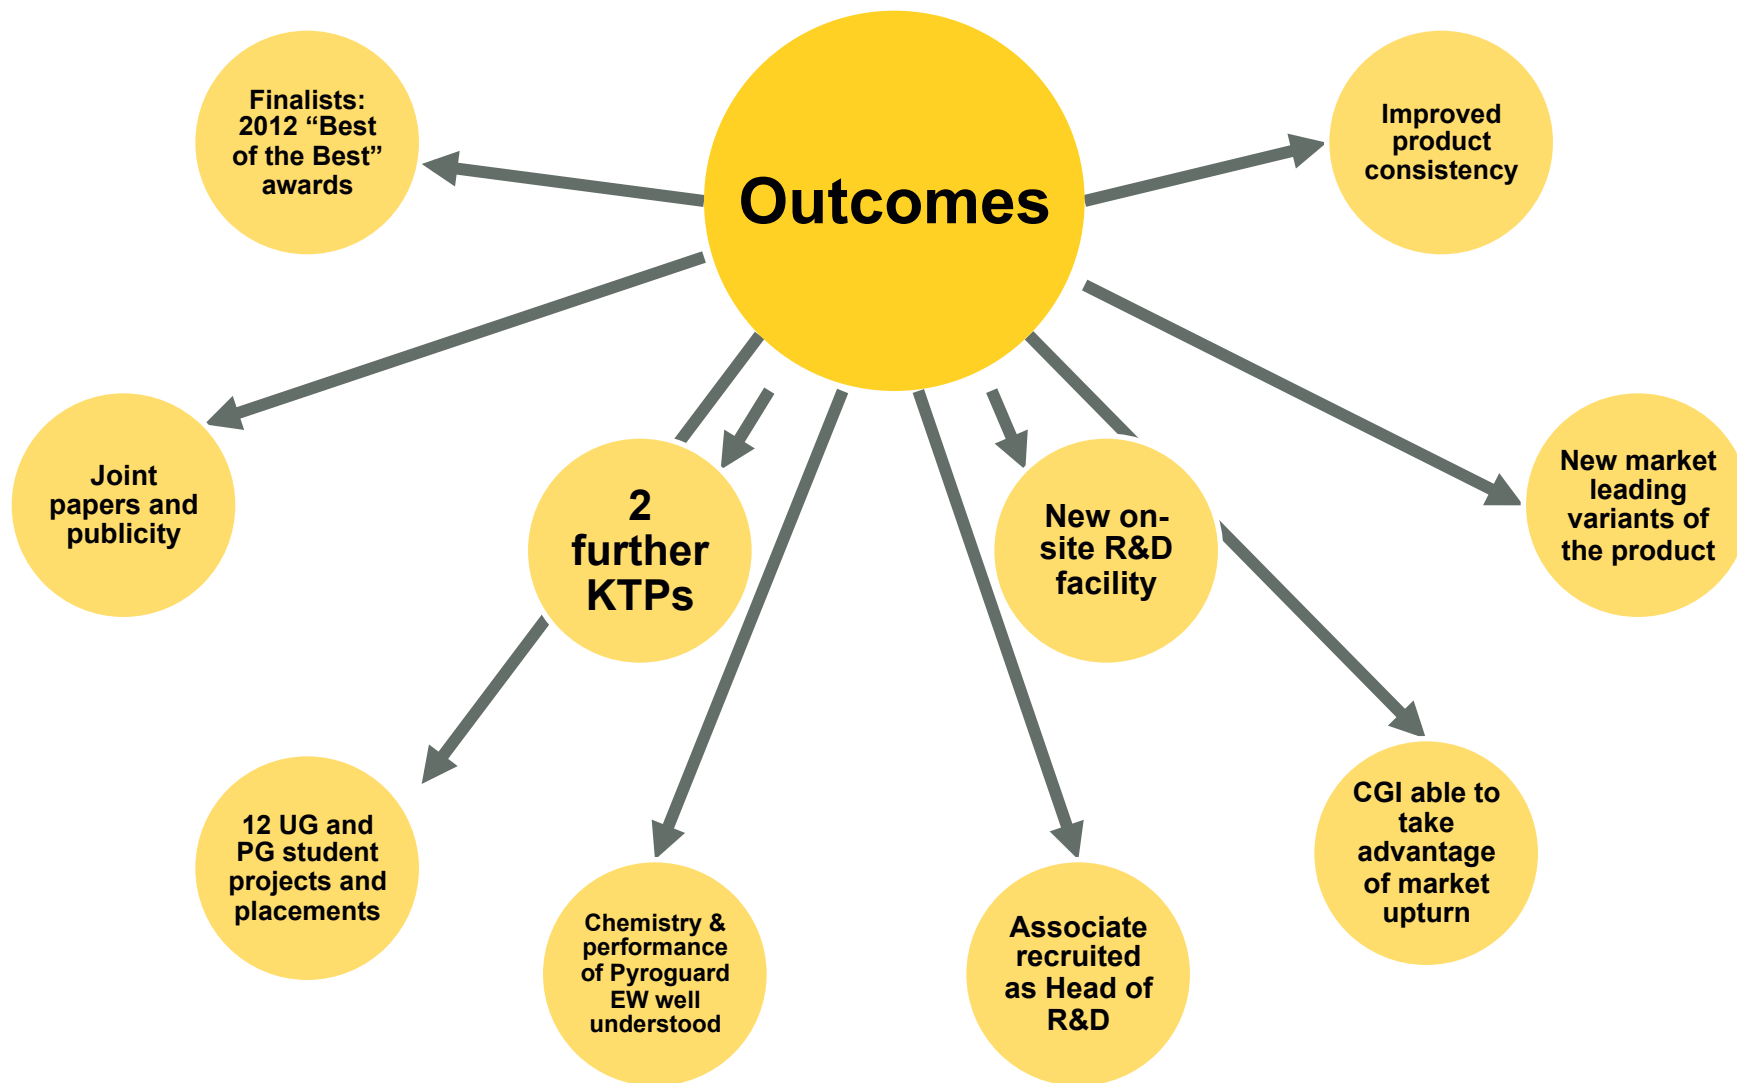 Outcomes
Finalists:
2012 “Best
of the Best”
awards
Improved
product
consistency
Joint
papers and
publicity
2
further
KTPs
New on-
site R&D
facility
New market
leading
variants of
the product
12 UG and
PG student
projects and
placements
Chemistry &
performance
of Pyroguard
EW well
understood
Associate
recruited
as Head of
R&D
CGI able to
take
advantage
of market
upturn